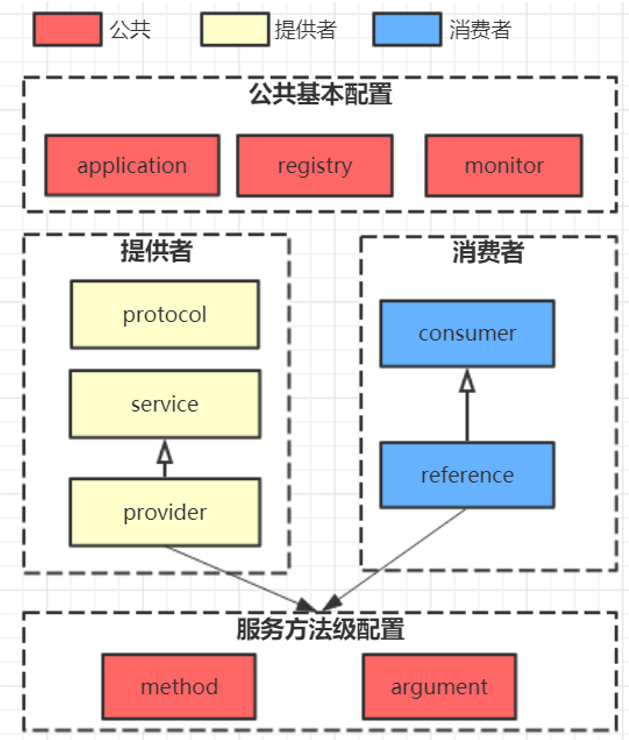 公共 提供者 消费者
公共基本配置
application registry monitor
提供者
protocol
service
provider
消费者
consumer
reference
服务方法级配置
method argument